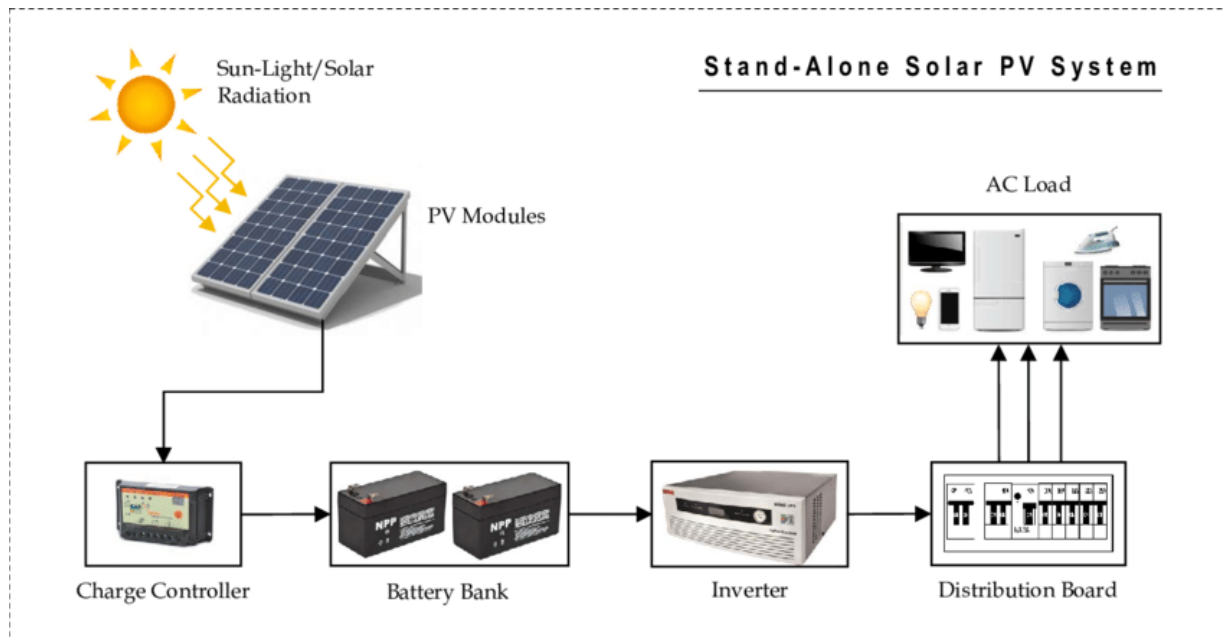 Sun-Light/Solar
Radiation
Stand-Alone Solar PV System
AC Load
PV Modules
NPP
NPP
Charge Controller
Battery Bank
Inverter
Distribution Board